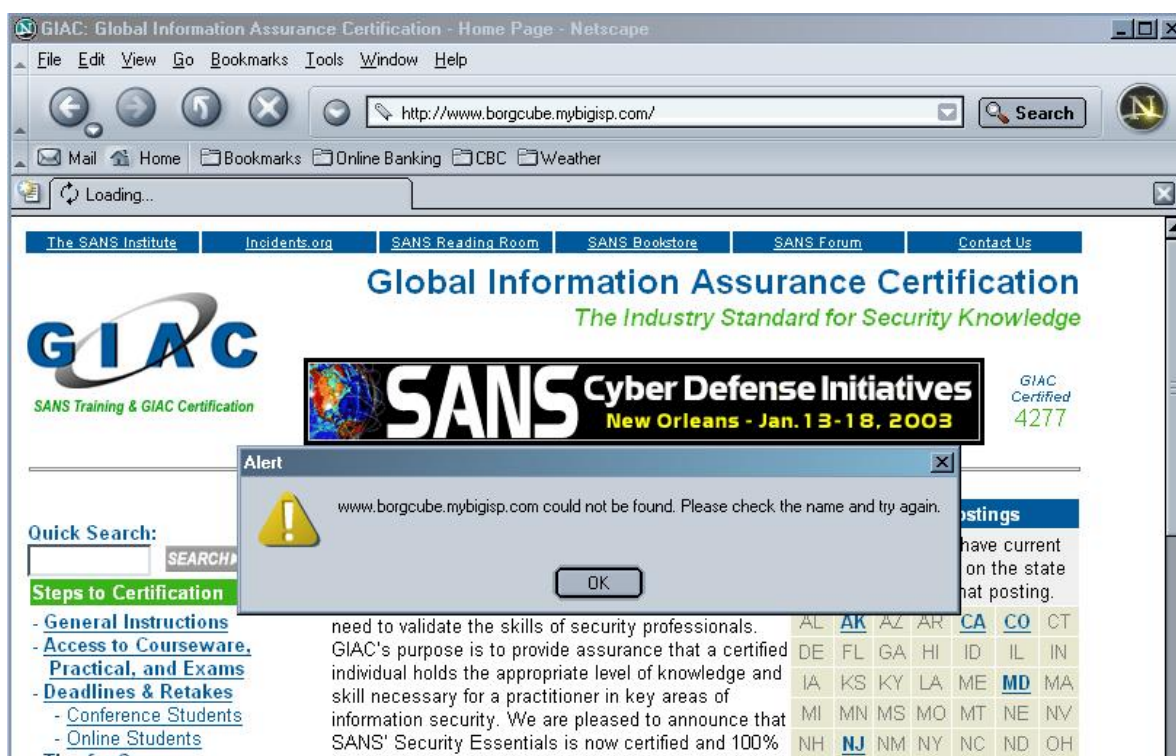 GIAC: Global Information Assurance Certification - Home Page - Netscape
File Edit View Go Bookmarks Tools Window Help
http://www.borgcube.mybigisp.com/
Search
N
Mail Home Bookmarks Online Banking CBC Weather
Loading...
The SANS Institute Incidents.org SANS Reading Room SANS Bookstore SANS Forum Contact Us
Global Information Assurance Certification
The Industry Standard for Security Knowledge
GIAC
SANS Training & GIAC Certification
SANS Cyber Defense Initiatives
New Orleans - Jan. 13-18, 2003
GIAC
Certified
4277
Alert
www.borgcube.mybigisp.com could not be found. Please check the name and try again.
OK
Quick Search:
SEARCH
Steps to Certification
- General Instructions
- Access to Courseware,
Practical, and Exams
- Deadlines & Retakes
- Conference Students
- Online Students
need to validate the skills of security professionals.
GIAC's purpose is to provide assurance that a certified
individual holds the appropriate level of knowledge and
skill necessary for a practitioner in key areas of
information security. We are pleased to announce that
SANS' Security Essentials is now certified and 100%
ostings
have current
on the state
hat posting.
AL AK AZ AR CA CO CT
DE FL GA HI ID IL IN
IA KS KY LA ME MD MA
MI MN MS MO MT NE NV
NH NJ NM NY NC ND OH